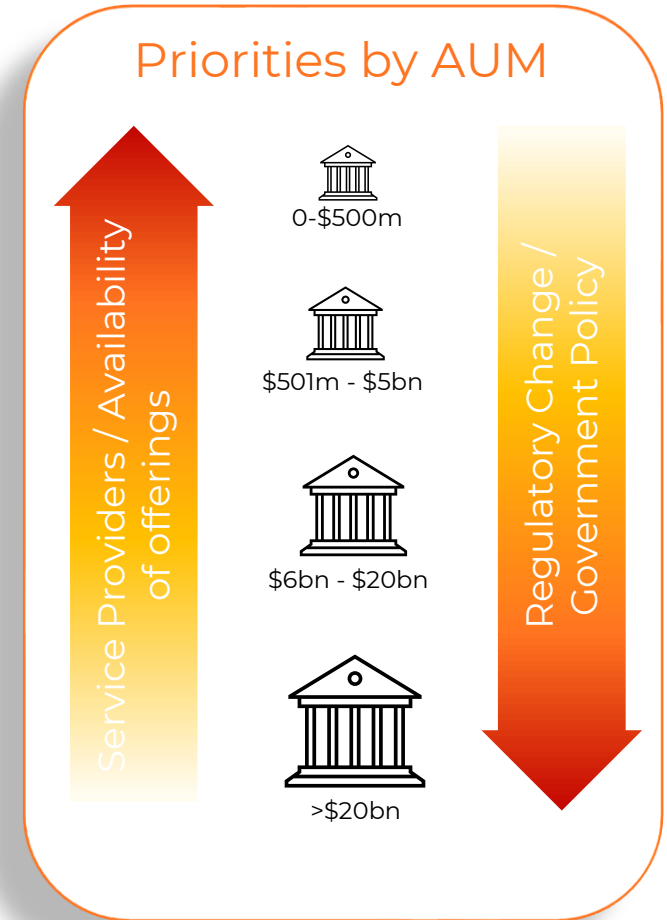 Priorities by AUM
Service Providers / Availability
of offerings
0-$500m
$501m - $5bn
$6bn - $20bn
>$20bn
Regulatory Change /
Government Policy